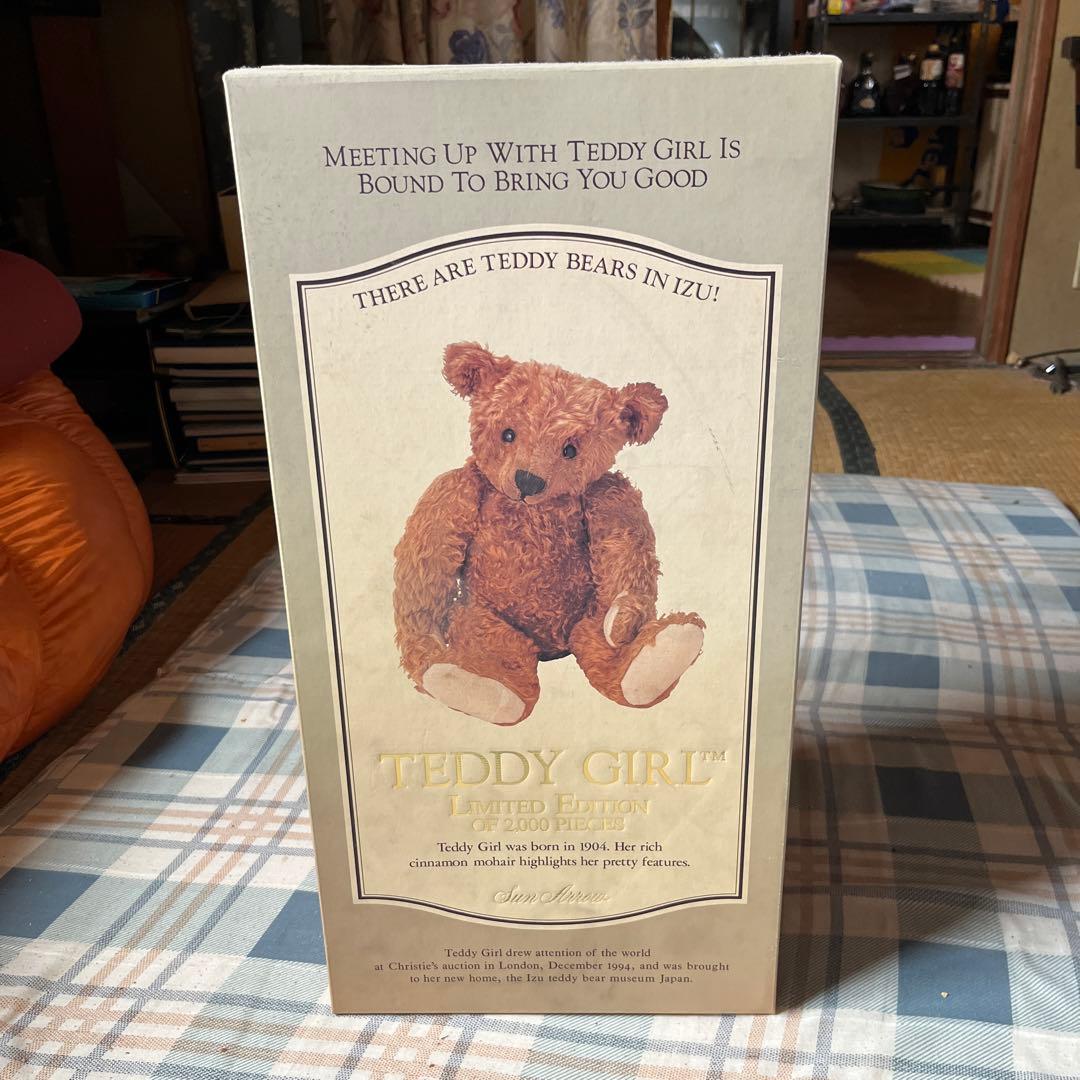 MEETING UP WITH TEDDY GIRL IS
BOUND TO BRING YOU GOOD
THERE ARE TEDDY BEARS IN IZU!
TEDDY GIRL™
LIMITED EDITION
OF 2,000 PIECES
Teddy Girl was born in 1904. Her rich
cinnamon mohair highlights her pretty features.
Sun Arrow
Teddy Girl drew attention of the world
at Christie's auction in London, December 1994, and was brought
to her new home, the Izu teddy bear museum Japan.